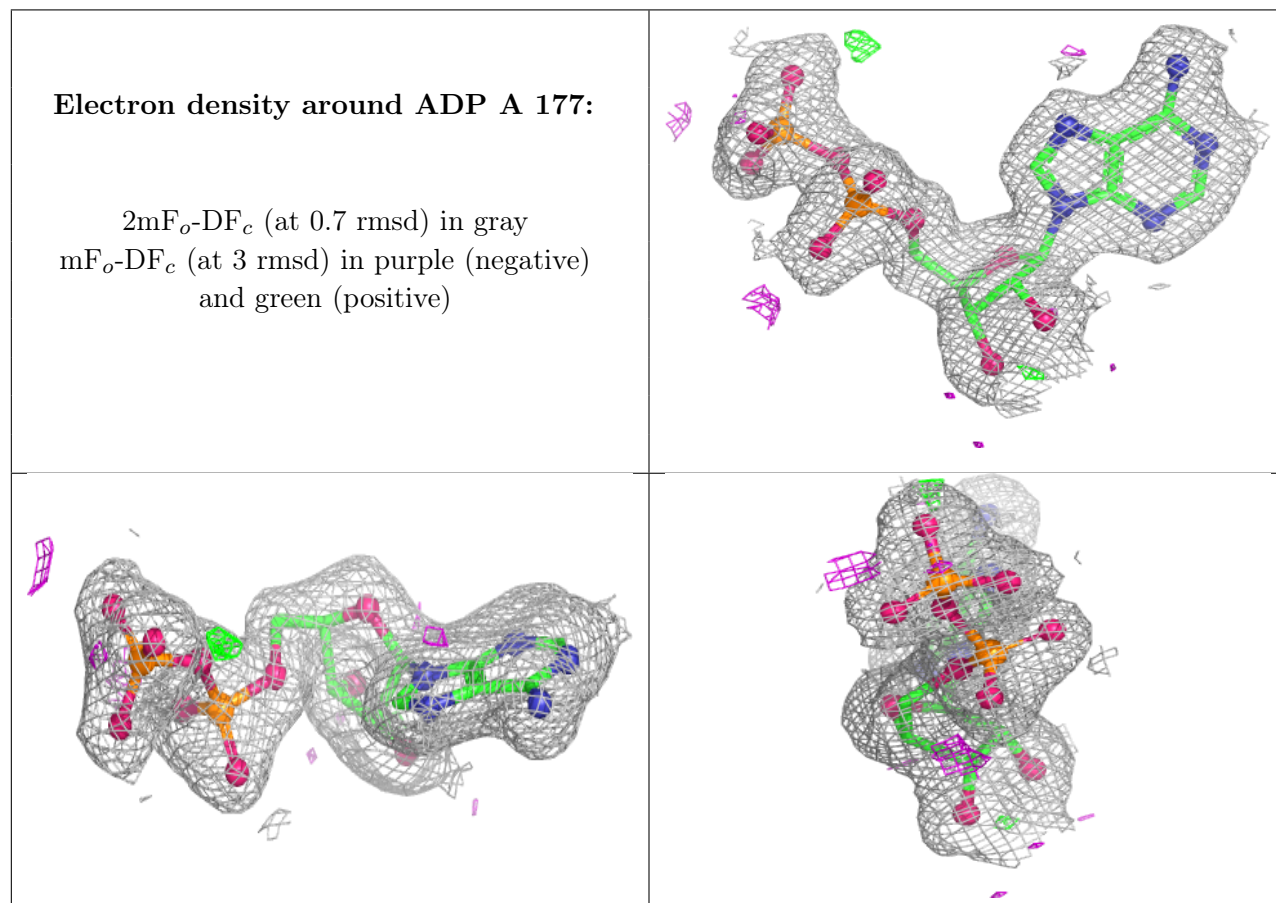 Electron density around ADP A 177:
2mFₒ-DF𝒸 (at 0.7 rmsd) in gray
mFₒ-DF𝒸 (at 3 rmsd) in purple (negative)
and green (positive)